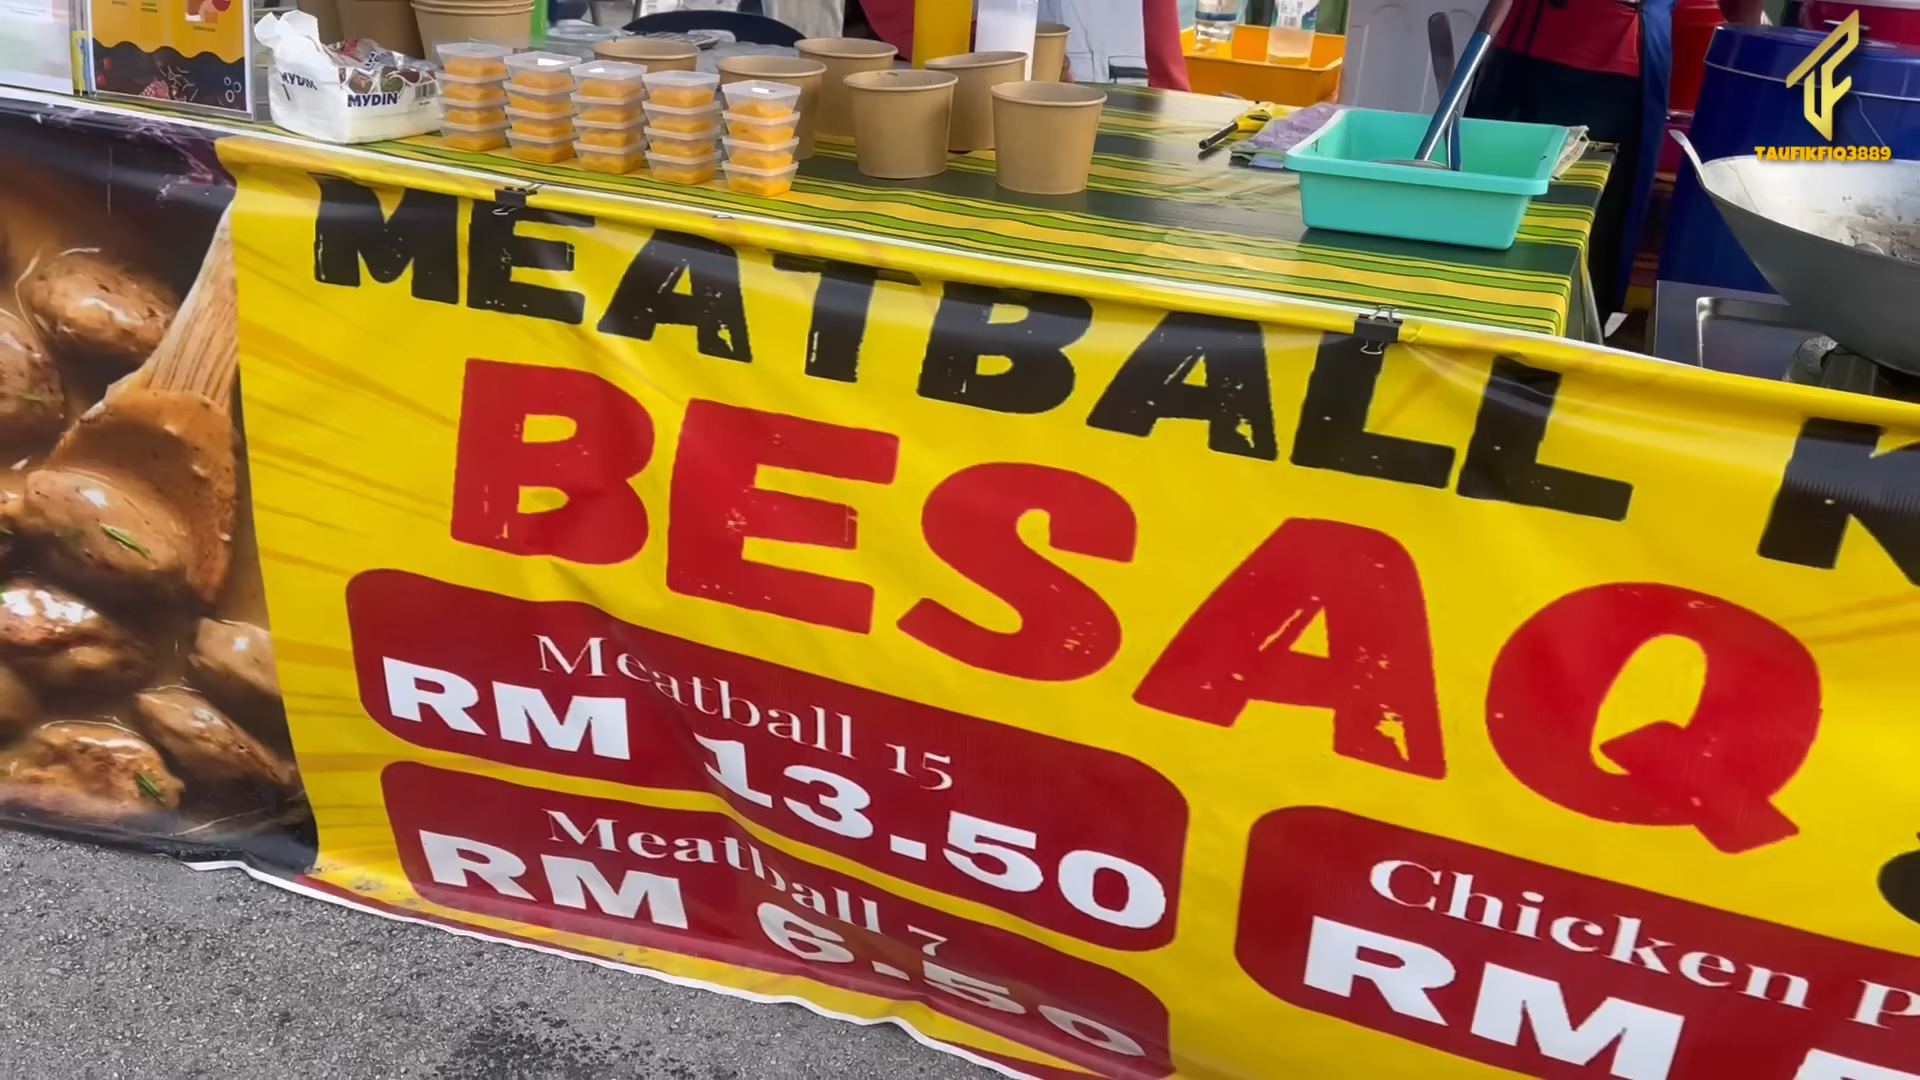 MYDIN
MYDIN
TAUFIKFIQ3889
MEATBALL
BESAQ
Meatball 15
RM 13.50
Meatball 7
RM 6.50
Chicken
RM